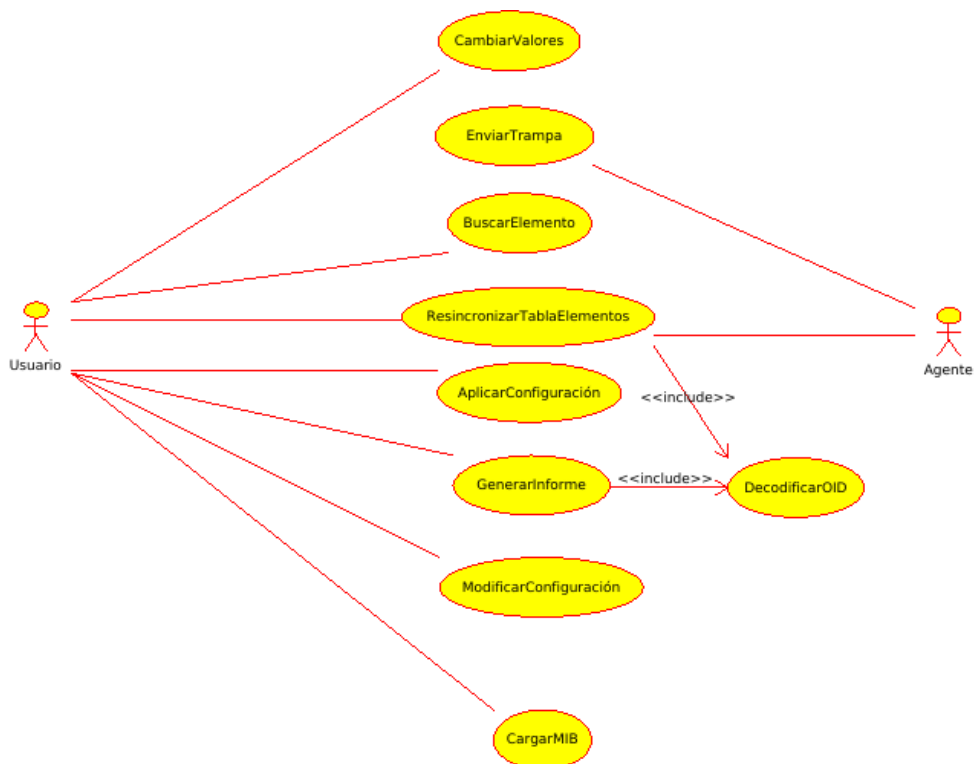 CambiarValores
EnviarTrampa
BuscarElemento
ResincronizarTablaElementos
Usuario
Agente
AplicarConfiguración
<<include>>
GenerarInforme
<<include>>
DecodificarOID
ModificarConfiguración
CargarMIB